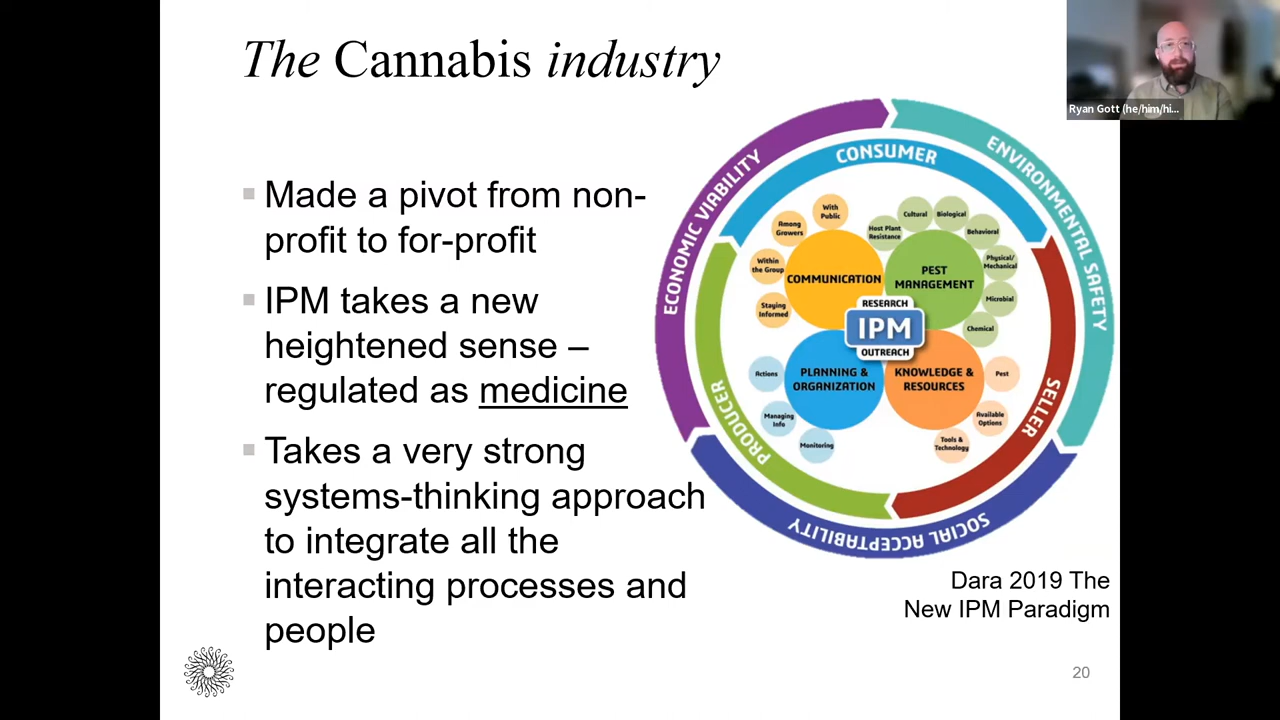 The Cannabis industry
Ryan Gott (he/him/hi...
▪ Made a pivot from non-
profit to for-profit
▪ IPM takes a new
heightened sense –
regulated as medicine
▪ Takes a very strong
systems-thinking approach
to integrate all the
interacting processes and
people
ECONOMIC VIABILITY
ENVIRONMENTAL SAFETY
SOCIAL ACCEPTABILITY
CONSUMER
SELLER
PRODUCER
COMMUNICATION
With
Public
Among
Growers
Within
the Group
Staying
Informed
PEST
MANAGEMENT
Host Plant
Resistance
Cultural
Biological
Behavioral
Physical/
Mechanical
Microbial
Chemical
RESEARCH
IPM
OUTREACH
PLANNING &
ORGANIZATION
Actions
Managing
Info
Monitoring
KNOWLEDGE &
RESOURCES
Pest
Available
Options
Tools &
Technology
Dara 2019 The
New IPM Paradigm
20